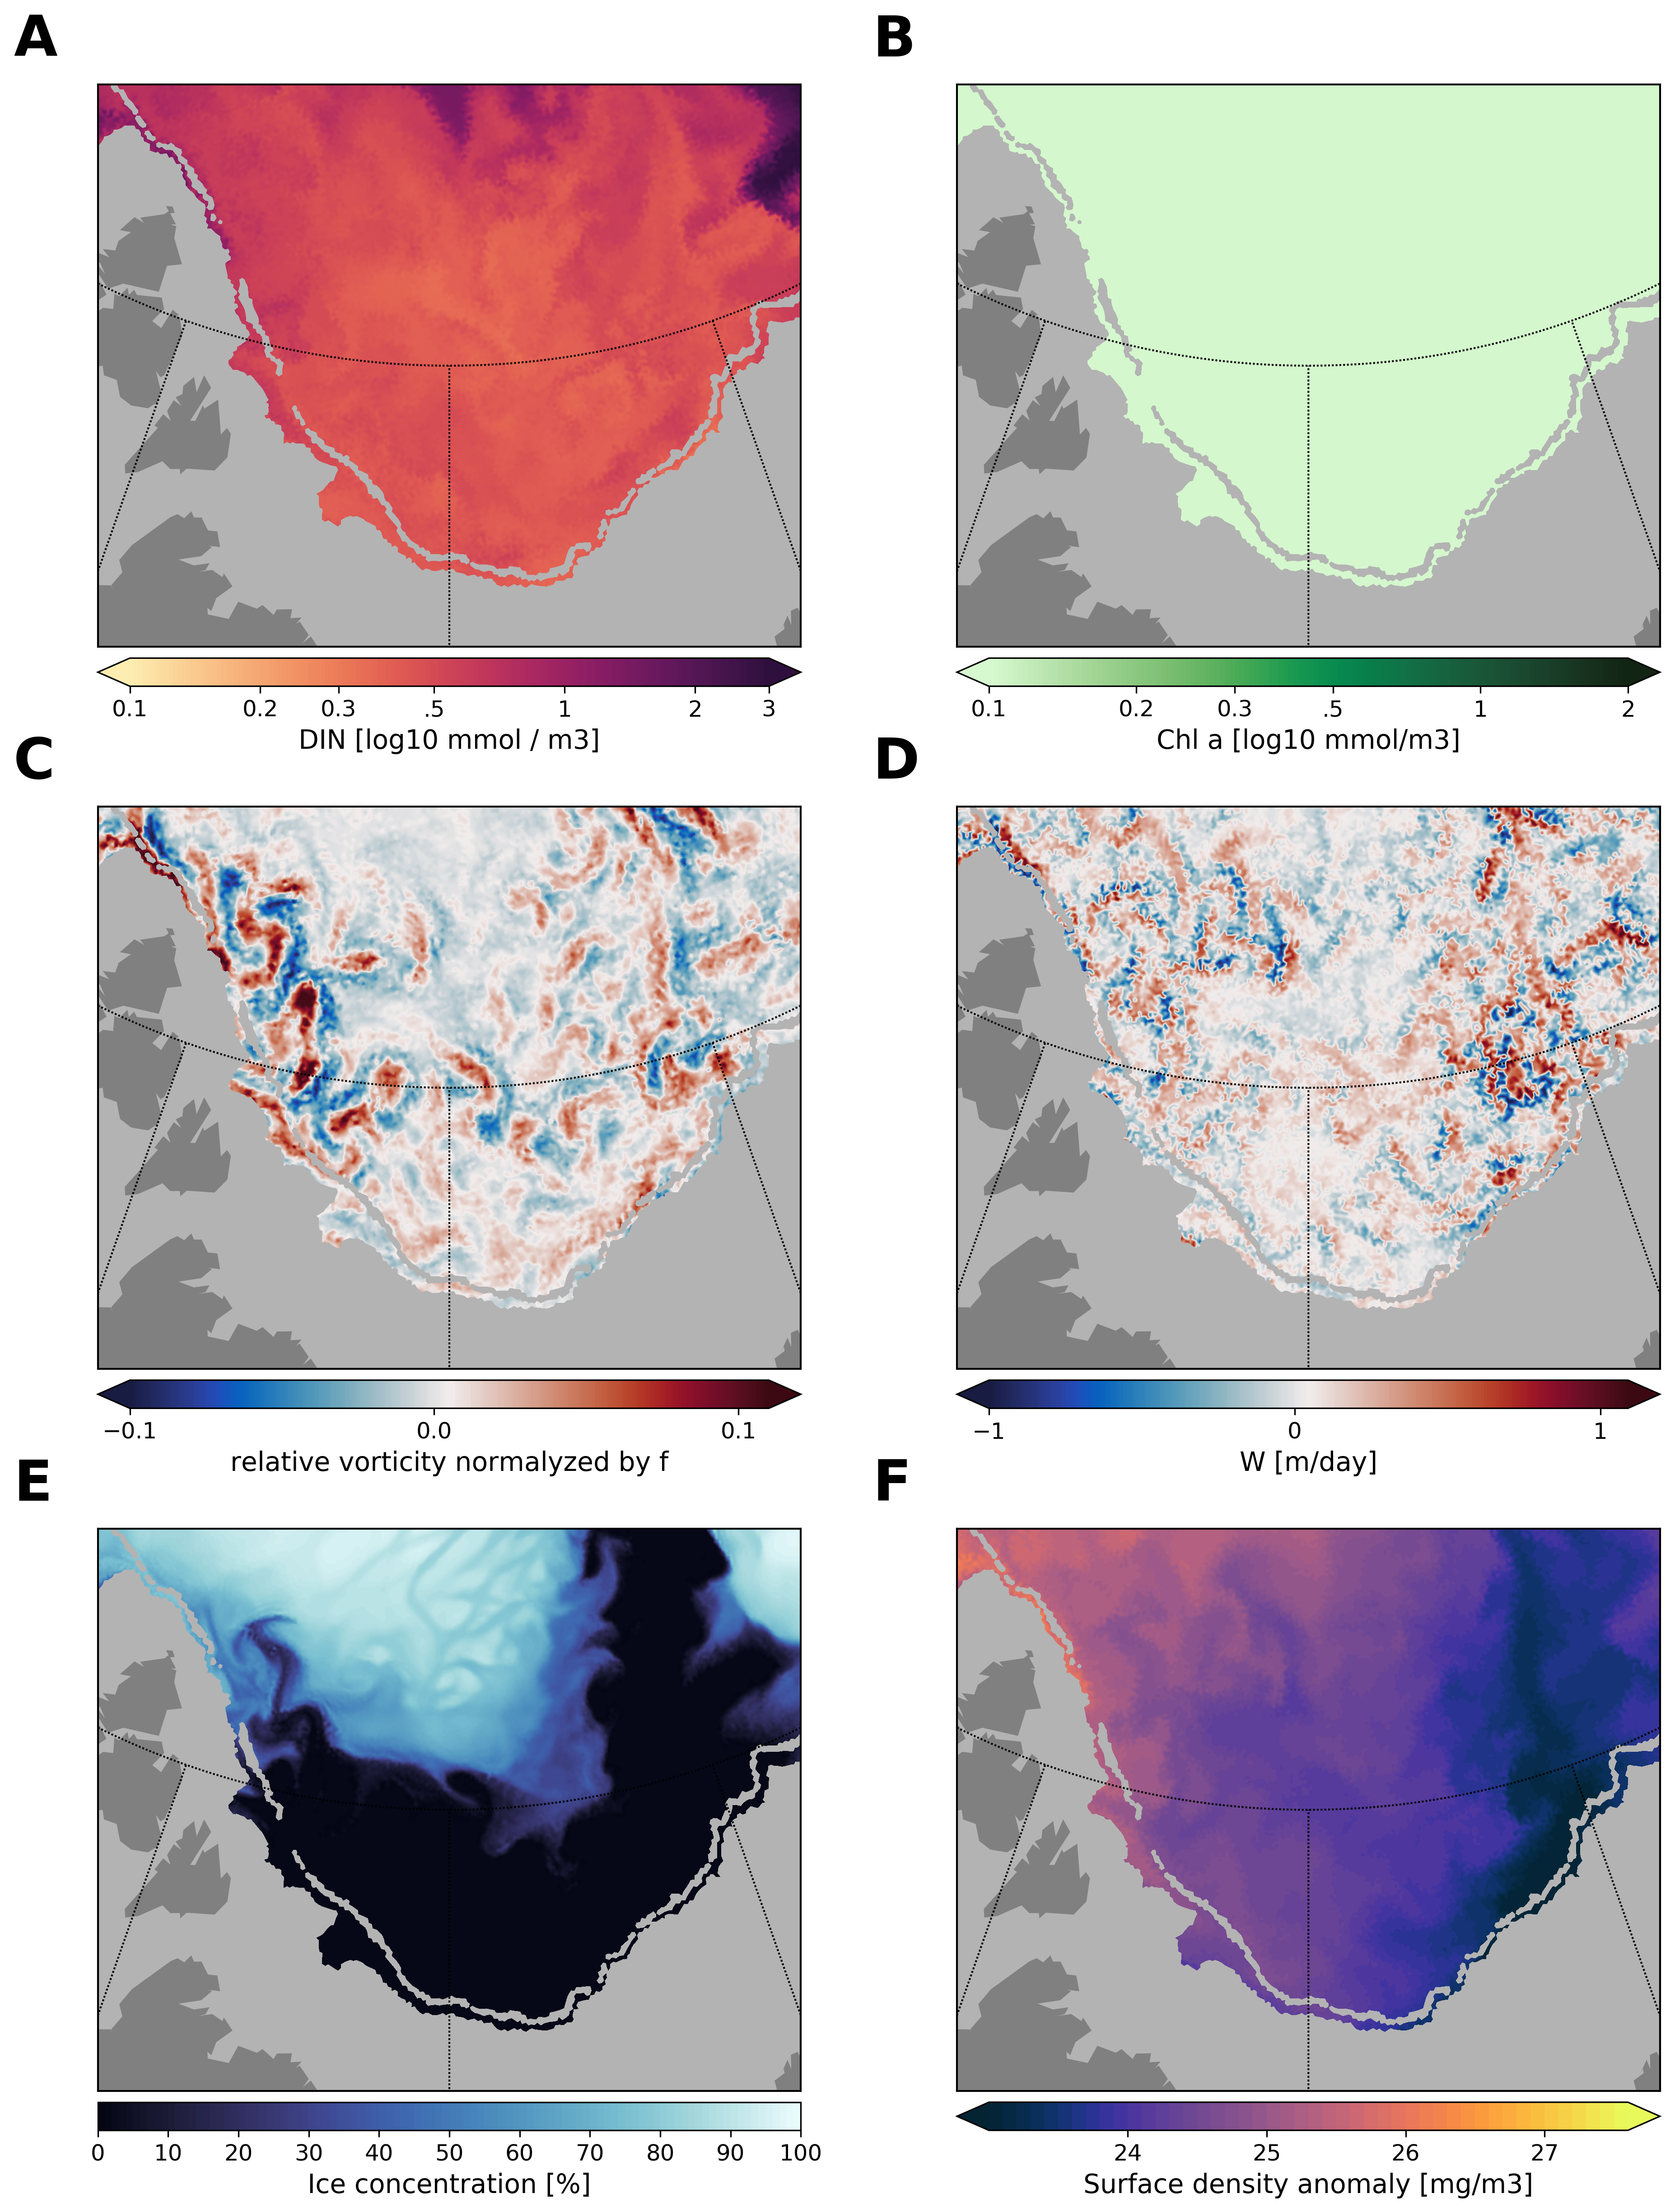 A
B
0.1 0.2 0.3 .5 1 2 3
DIN [log10 mmol / m3]
0.1 0.2 0.3 .5 1 2
Chl a [log10 mmol/m3]
C
D
−0.1 0.0 0.1
relative vorticity normalyzed by f
−1 0 1
W [m/day]
E
F
0 10 20 30 40 50 60 70 80 90 100
Ice concentration [%]
24 25 26 27
Surface density anomaly [mg/m3]